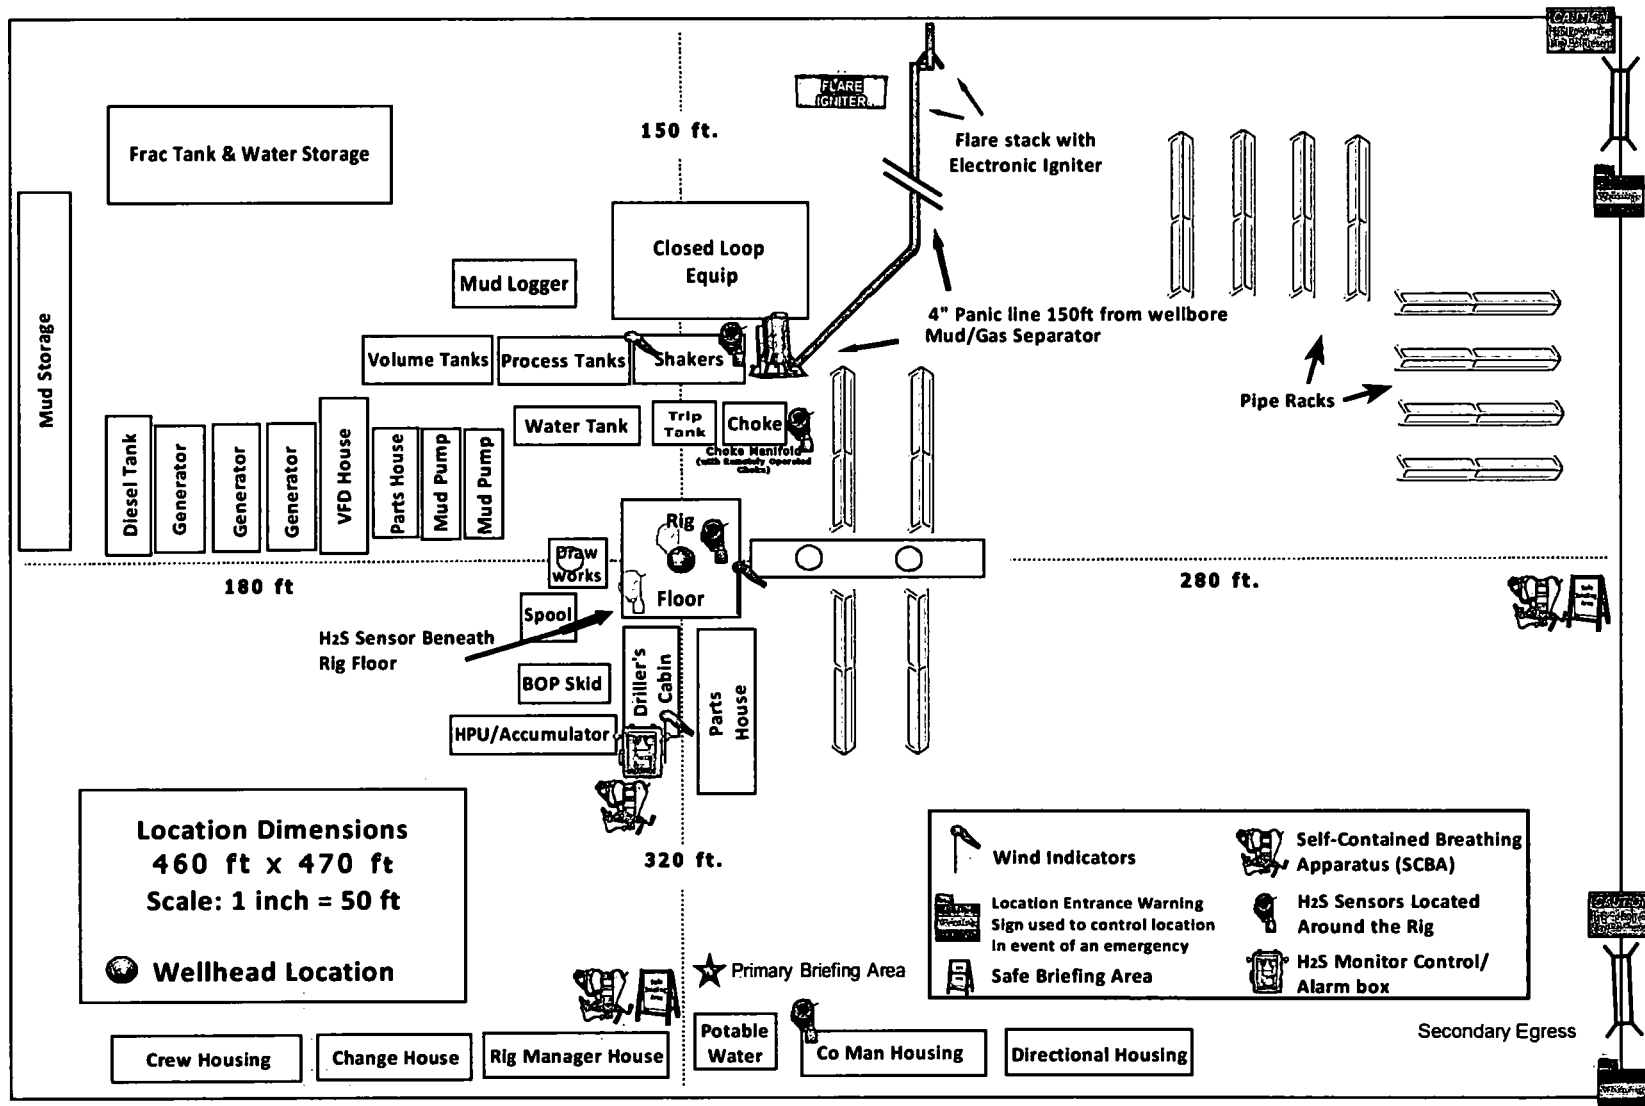 CAUTION
FLARE
IGNITER
150 ft.
Flare stack with
Electronic Igniter
Frac Tank & Water Storage
Closed Loop
Equip
Mud Logger
4" Panic line 150ft from wellbore
Mud/Gas Separator
Mud Storage
Volume Tanks
Process Tanks
Shakers
Pipe Racks
Water Tank
Trip
Tank
Choke
Choke Manifold
(with Remotely Operated
Choke)
Diesel Tank
Generator
Generator
Generator
VFD House
Parts House
Mud Pump
Mud Pump
Rig
Floor
Draw
works
180 ft
280 ft.
Spool
H2S Sensor Beneath
Rig Floor
Driller's
Cabin
Parts
House
BOP Skid
HPU/Accumulator
Location Dimensions
460 ft x 470 ft
Scale: 1 inch = 50 ft
Wellhead Location
320 ft.
Wind Indicators
Location Entrance Warning
Sign used to control location
in event of an emergency
Safe Briefing Area
Self-Contained Breathing
Apparatus (SCBA)
H2S Sensors Located
Around the Rig
H2S Monitor Control/
Alarm box
Primary Briefing Area
Secondary Egress
Crew Housing
Change House
Rig Manager House
Potable
Water
Co Man Housing
Directional Housing